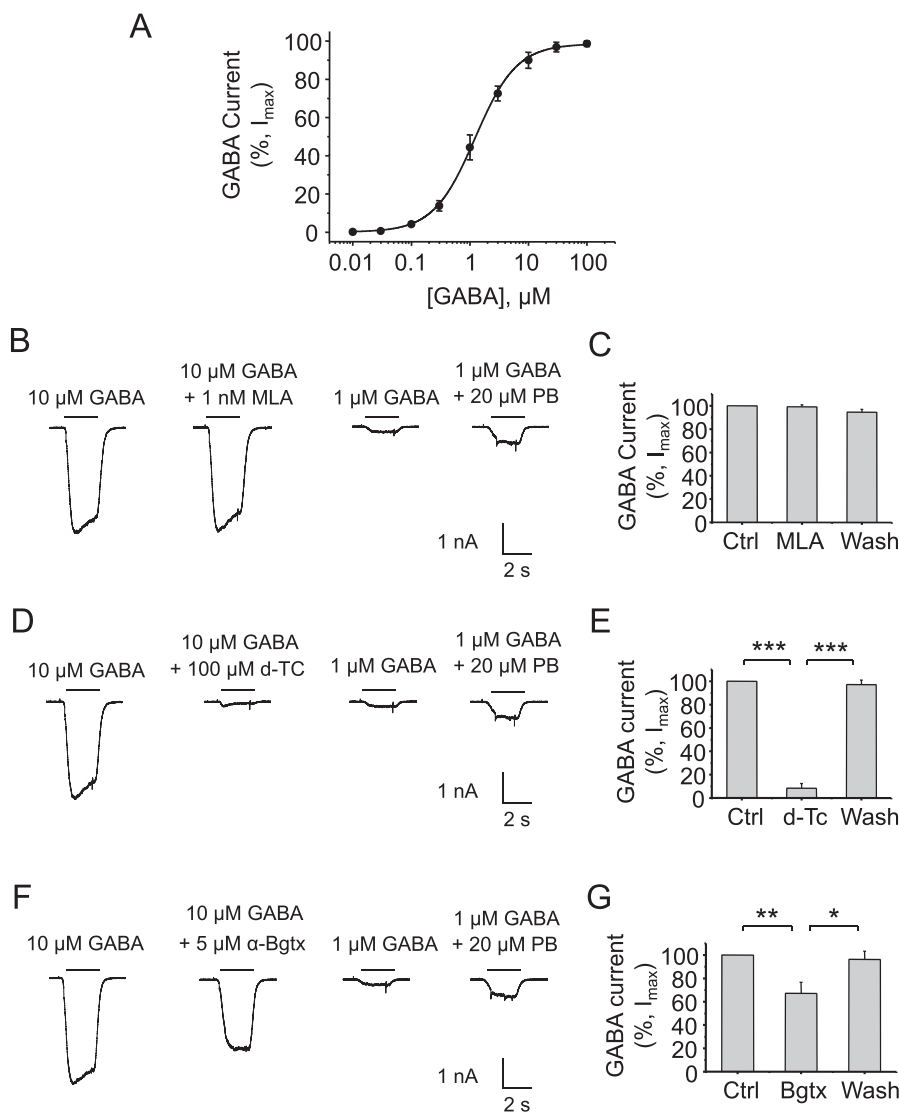 A
GABA Current
(%, Imax)
100
80
60
40
20
0
0.01 0.1 1 10 100
[GABA], µM
B
10 µM GABA
10 µM GABA
+ 1 nM MLA
1 µM GABA
1 µM GABA
+ 20 µM PB
1 nA
2 s
C
GABA Current
(%, Imax)
100
80
60
40
20
0
Ctrl MLA Wash
D
10 µM GABA
10 µM GABA
+ 100 µM d-TC
1 µM GABA
1 µM GABA
+ 20 µM PB
1 nA
2 s
E
GABA current
(%, Imax)
100
80
60
40
20
0
*** ***
Ctrl d-Tc Wash
F
10 µM GABA
10 µM GABA
+ 5 µM α-Bgtx
1 µM GABA
1 µM GABA
+ 20 µM PB
1 nA
2 s
G
GABA current
(%, Imax)
100
80
60
40
20
0
** *
Ctrl Bgtx Wash